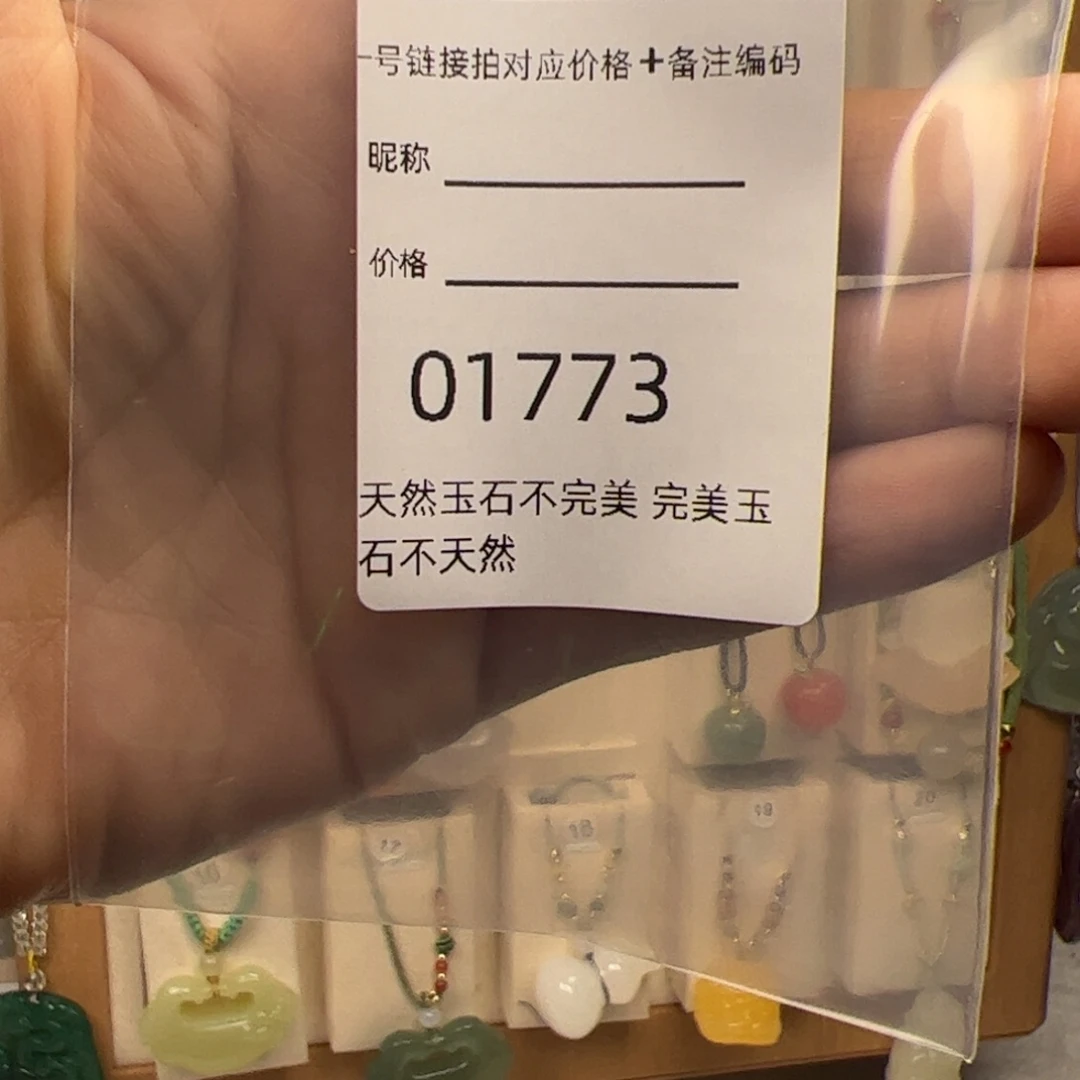 一号链接拍对应价格+备注编码
昵称
价格
01773
天然玉石不完美 完美玉
石不天然